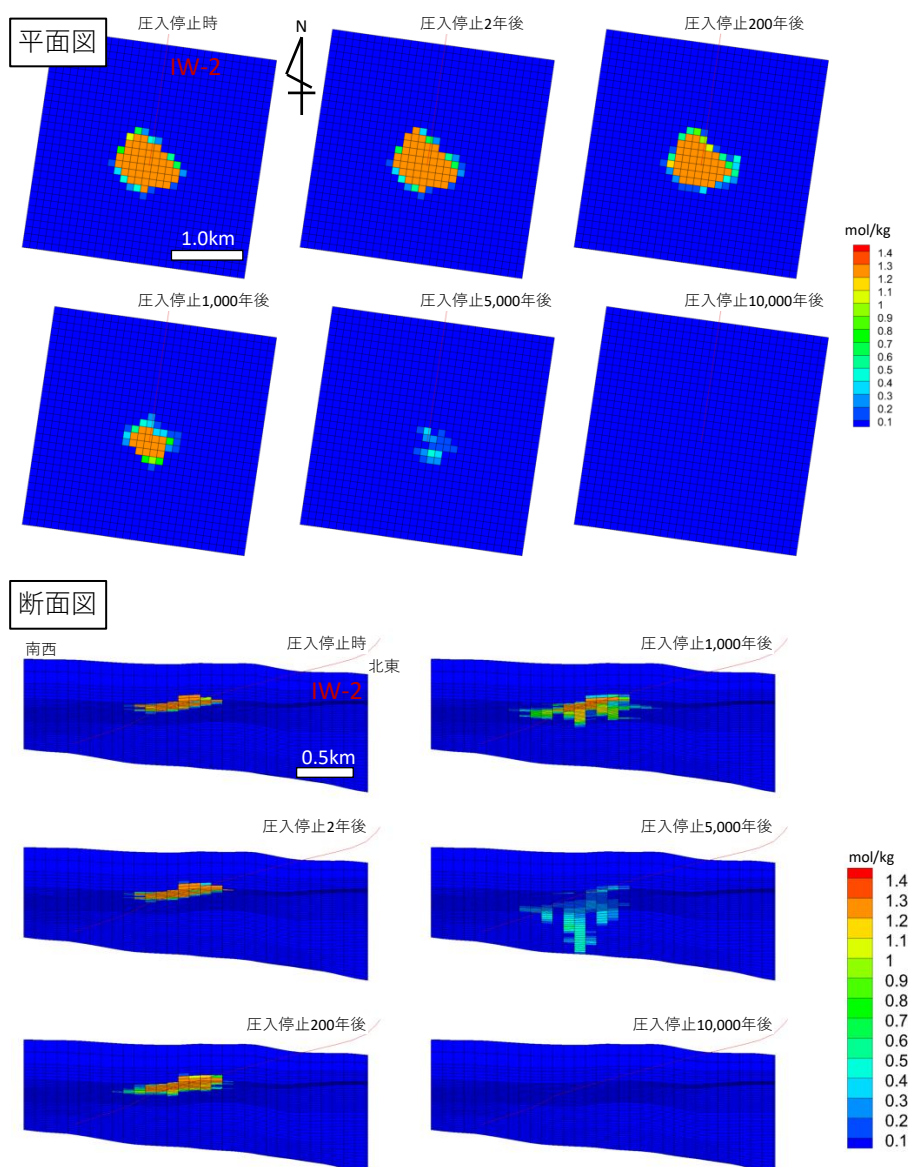 平面図
圧入停止時
圧入停止2年後
圧入停止200年後
IW-2
N
1.0km
mol/kg
1.4
1.3
1.2
1.1
1
0.9
0.8
0.7
0.6
0.5
0.4
0.3
0.2
0.1
圧入停止1,000年後
圧入停止5,000年後
圧入停止10,000年後
断面図
南西
圧入停止時
北東
IW-2
0.5km
圧入停止1,000年後
圧入停止2年後
圧入停止5,000年後
圧入停止200年後
圧入停止10,000年後
mol/kg
1.4
1.3
1.2
1.1
1
0.9
0.8
0.7
0.6
0.5
0.4
0.3
0.2
0.1